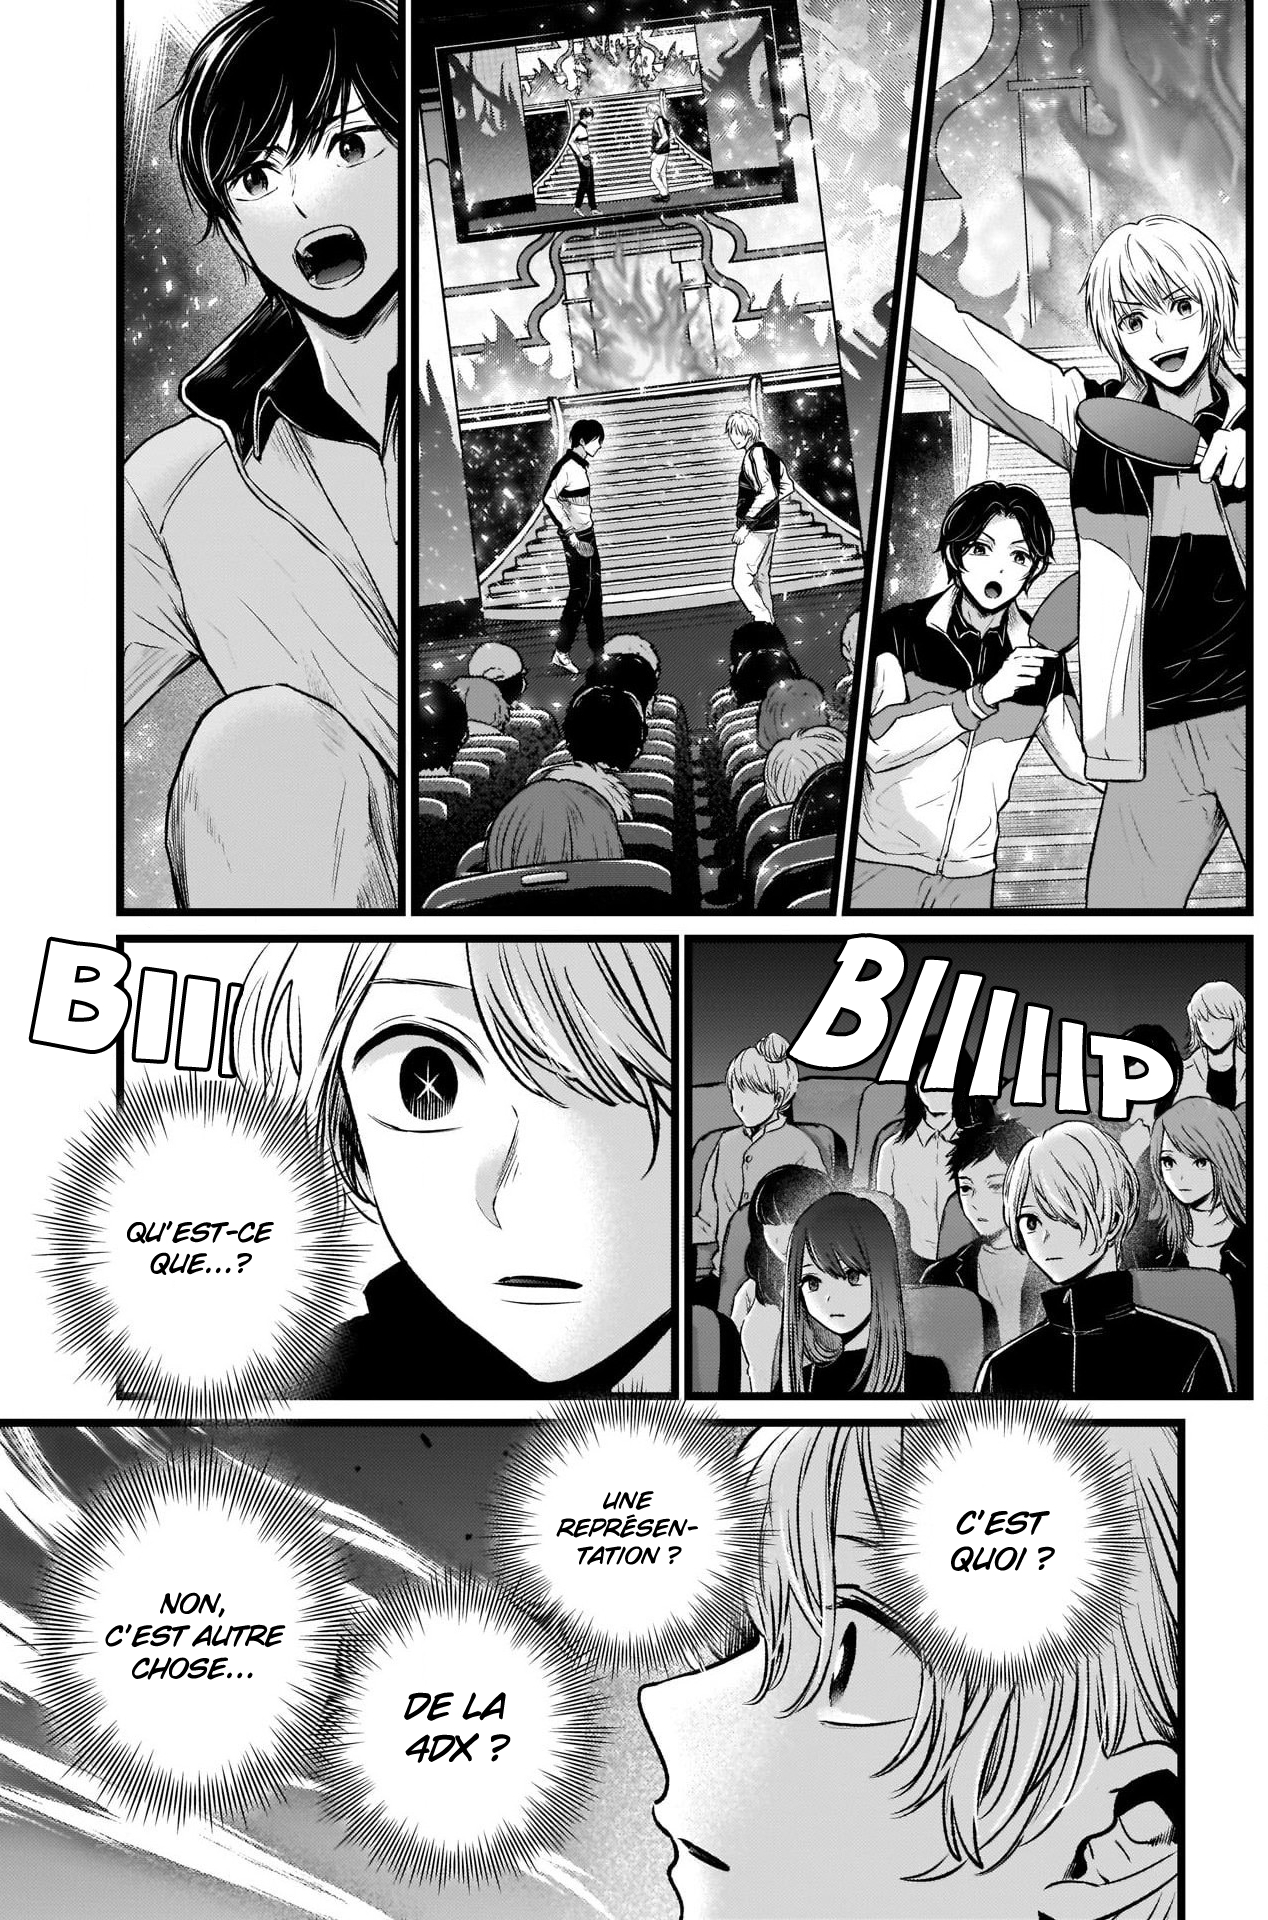 BIIIIIP
BIII
QU'EST-CE
QUE...?
C'EST
QUOI ?
UNE
REPRÉSEN-
TATION ?
DE LA
4DX ?
NON,
C'EST AUTRE
CHOSE...